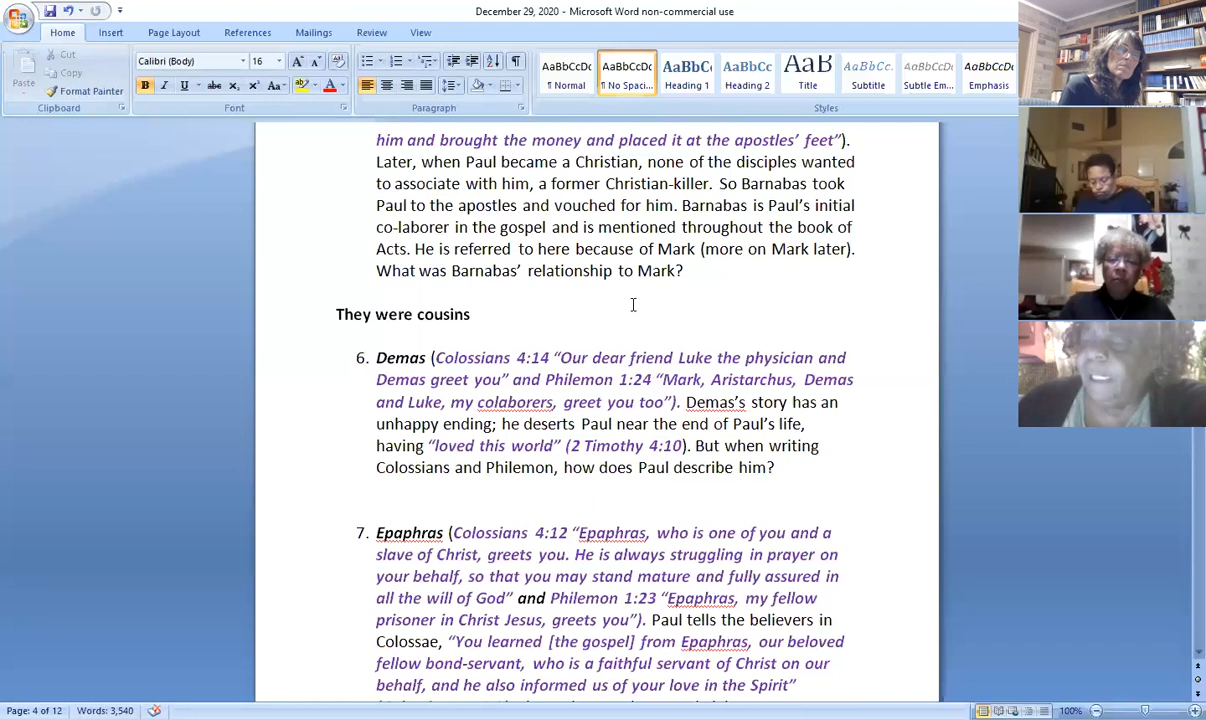 December 29, 2020 - Microsoft Word non-commercial use
Home Insert Page Layout References Mailings Review View
Cut
Copy
Format Painter
Paste
Clipboard
Calibri (Body) 16
Font
Paragraph
AaBbCcDc AaBbCcDc AaBbC AaBbCc AaB AaBbCcDc AaBbCcDc AaBbCcDc
¶ Normal ¶ No Spaci... Heading 1 Heading 2 Title Subtitle Subtle Em... Emphasis
Styles
him and brought the money and placed it at the apostles’ feet”).
Later, when Paul became a Christian, none of the disciples wanted
to associate with him, a former Christian-killer. So Barnabas took
Paul to the apostles and vouched for him. Barnabas is Paul’s initial
co-laborer in the gospel and is mentioned throughout the book of
Acts. He is referred to here because of Mark (more on Mark later).
What was Barnabas’ relationship to Mark?
They were cousins
6. Demas (Colossians 4:14 “Our dear friend Luke the physician and
Demas greet you” and Philemon 1:24 “Mark, Aristarchus, Demas
and Luke, my colaborers, greet you too”). Demas’s story has an
unhappy ending; he deserts Paul near the end of Paul’s life,
having “loved this world” (2 Timothy 4:10). But when writing
Colossians and Philemon, how does Paul describe him?
7. Epaphras (Colossians 4:12 “Epaphras, who is one of you and a
slave of Christ, greets you. He is always struggling in prayer on
your behalf, so that you may stand mature and fully assured in
all the will of God” and Philemon 1:23 “Epaphras, my fellow
prisoner in Christ Jesus, greets you”). Paul tells the believers in
Colossae, “You learned [the gospel] from Epaphras, our beloved
fellow bond-servant, who is a faithful servant of Christ on our
behalf, and he also informed us of your love in the Spirit”
Page: 4 of 12 Words: 3,540 100%